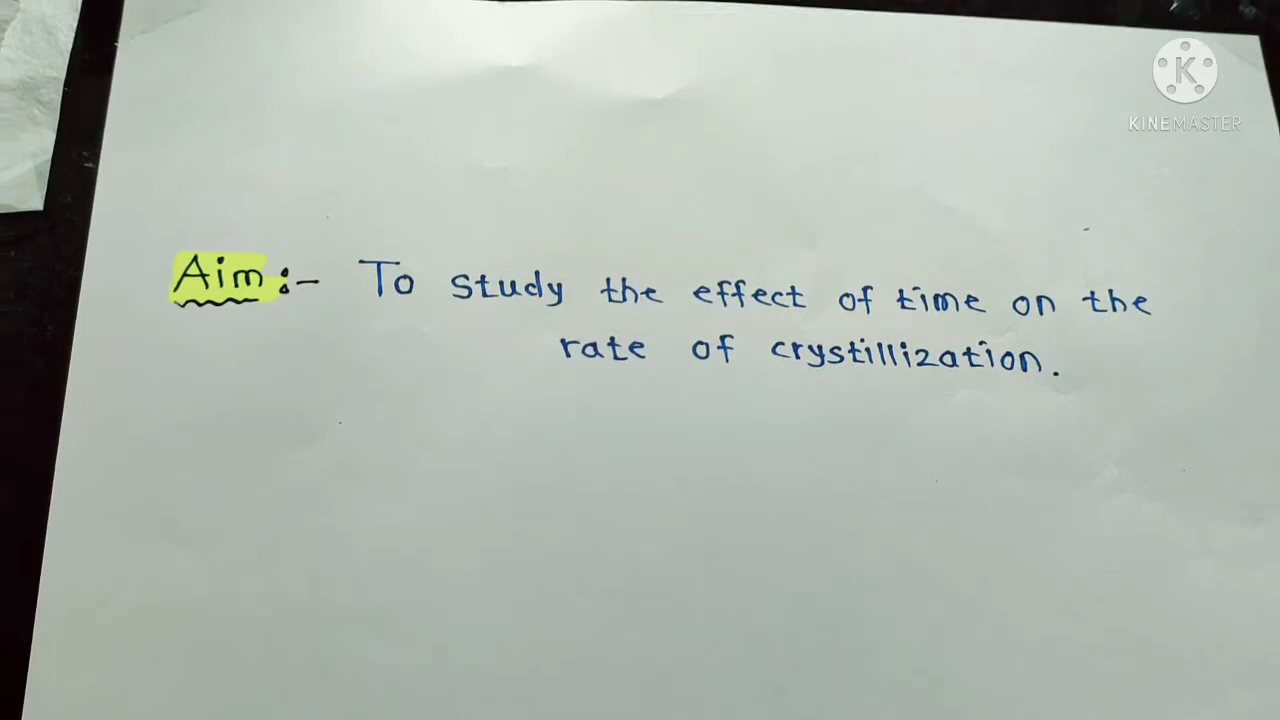 K
KINEMASTER
Aim:- To study the effect of time on the
rate of crystillization.